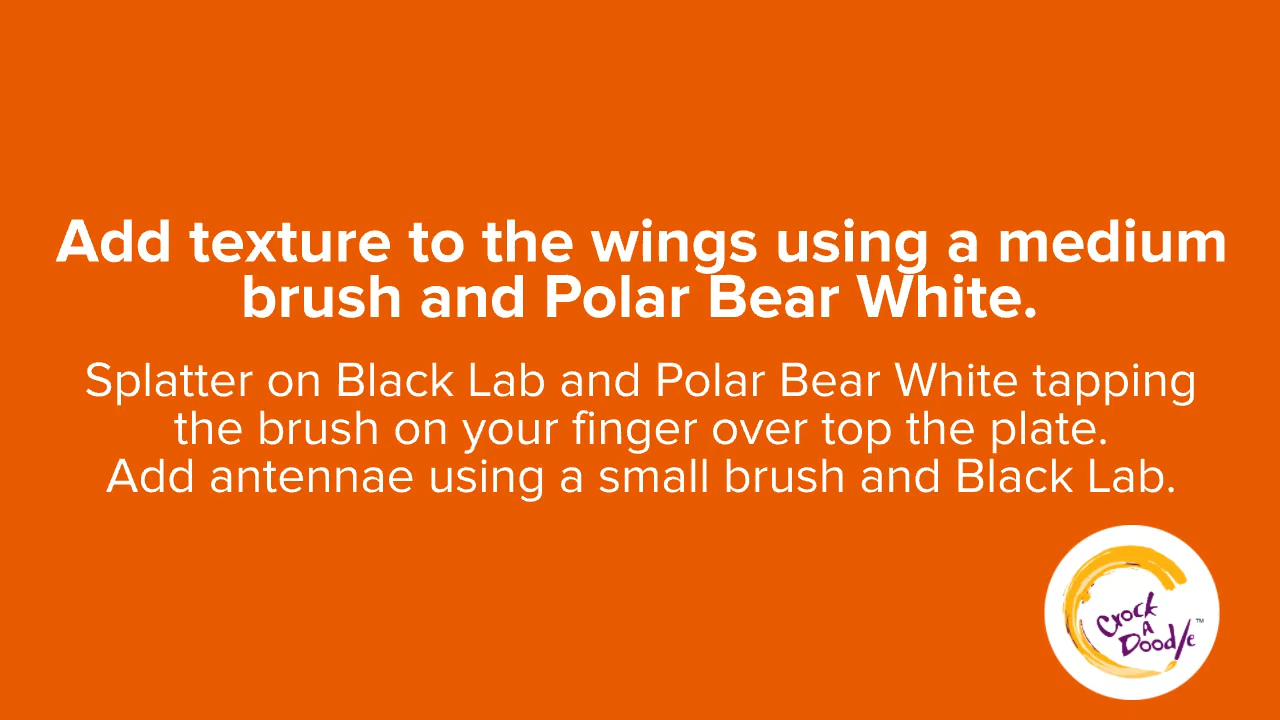 Add texture to the wings using a medium
brush and Polar Bear White.
Splatter on Black Lab and Polar Bear White tapping
the brush on your finger over top the plate.
Add antennae using a small brush and Black Lab.
Crock
A
Doodle™